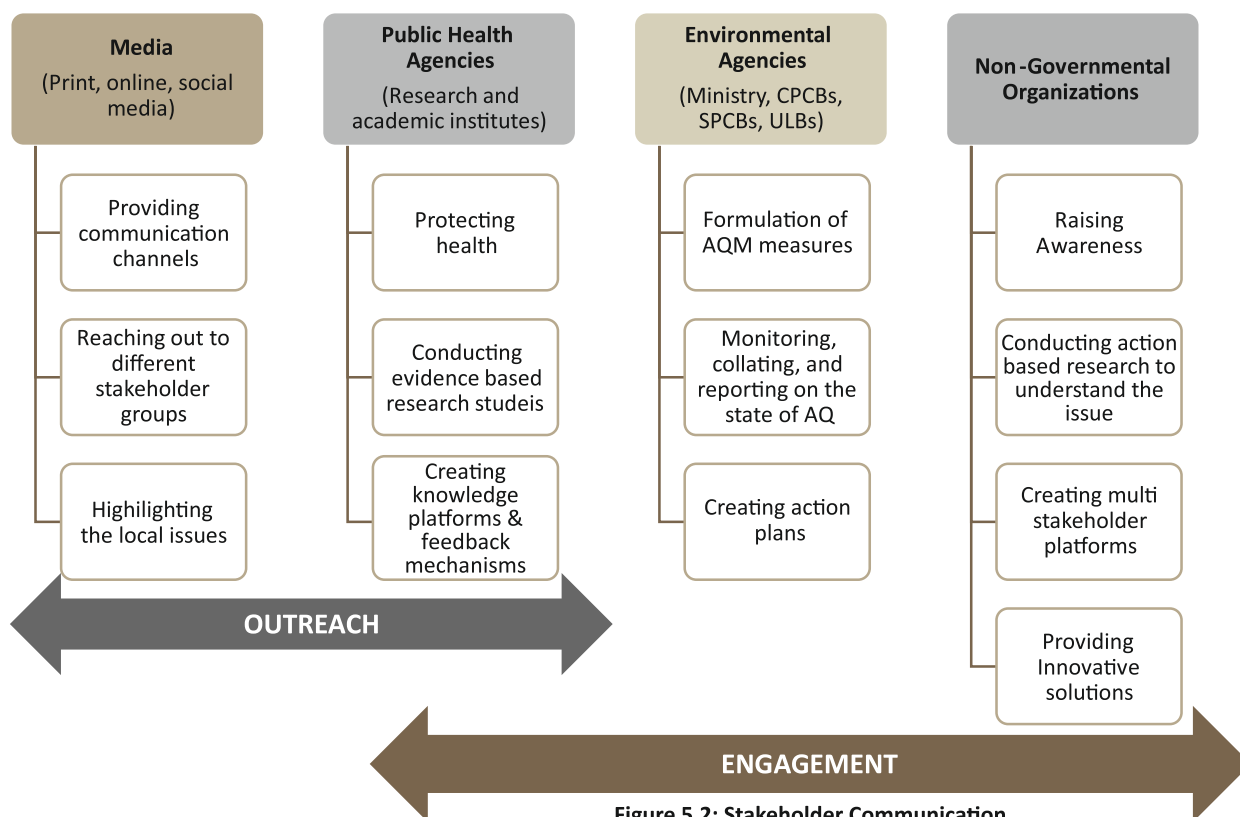 Media
(Print, online, social
media)
Providing
communication
channels
Reaching out to
different
stakeholder
groups
Highilighting
the local issues
Public Health
Agencies
(Research and
academic institutes)
Protecting
health
Conducting
evidence based
research studeis
Creating
knowledge
platforms &
feedback
mechanisms
Environmental
Agencies
(Ministry, CPCBs,
SPCBs, ULBs)
Formulation of
AQM measures
Monitoring,
collating, and
reporting on the
state of AQ
Creating action
plans
Non-Governmental
Organizations
Raising
Awareness
Conducting action
based research to
understand the
issue
Creating multi
stakeholder
platforms
Providing
Innovative
solutions
OUTREACH
ENGAGEMENT
Figure 5.2: Stakeholder Communication